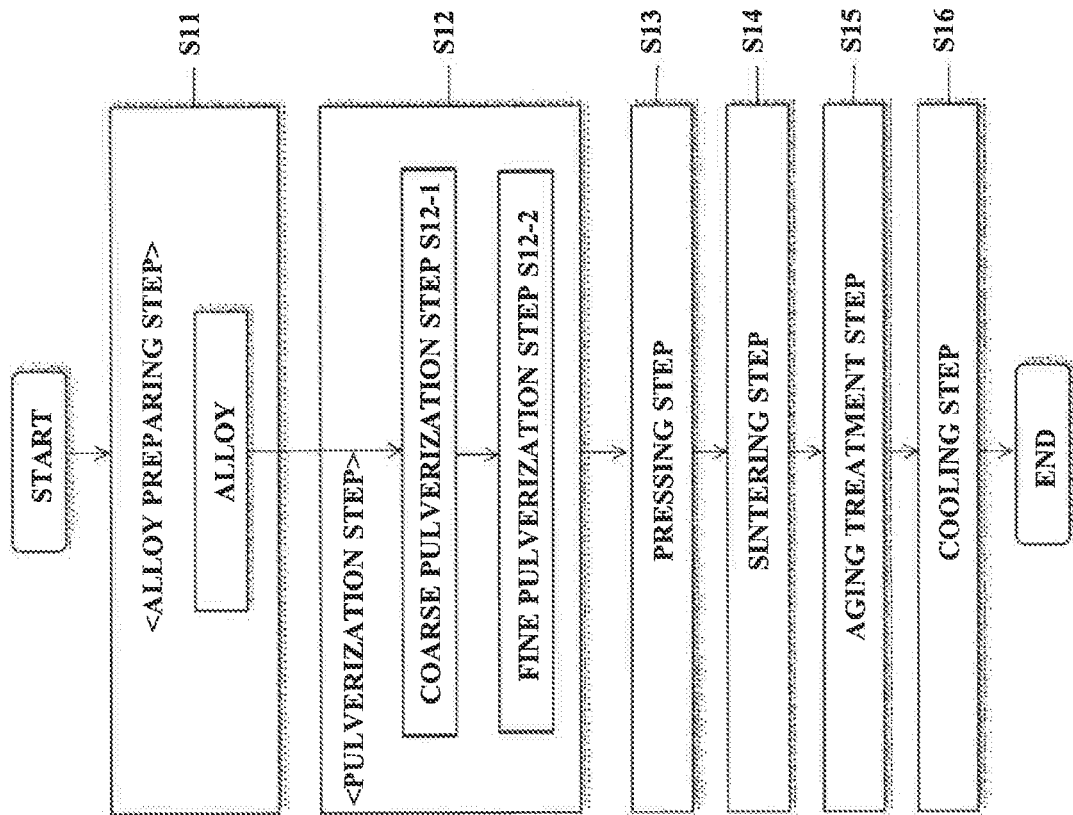 START
<ALLOY PREPARING STEP>
S11
ALLOY
<PULVERIZATION STEP>
S12
COARSE PULVERIZATION STEP S12-1
FINE PULVERIZATION STEP S12-2
PRESSING STEP
S13
SINTERING STEP
S14
AGING TREATMENT STEP
S15
COOLING STEP
S16
END